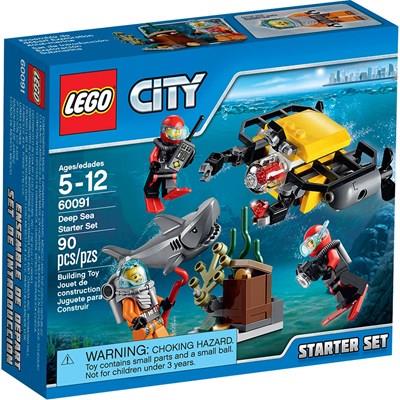 LEGO
CITY
Ages/edades
5-12
60091
Deep Sea
Starter Set
90
pcs/pzs
Building Toy
Jouet de
construction
Juguete para
Construir
WARNING: CHOKING HAZARD.
Toy contains small parts and a small ball.
Not for children under 3 years.
STARTER SET
60091
ENSEMBLE DE DÉPART
SET DE INTRODUCCIÓN